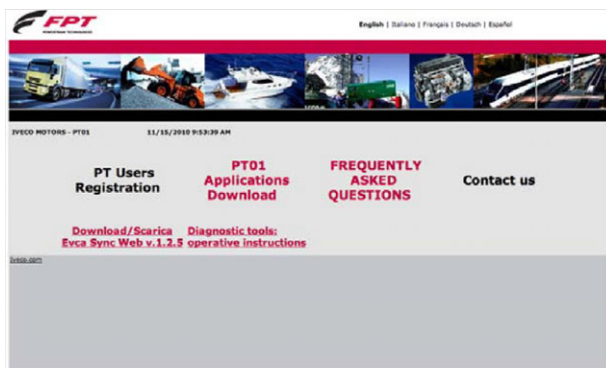 FPT
POWERTRAIN TECHNOLOGIES
English | Italiano | Français | Deutsch | Español
IVECO MOTORS - PT01 11/15/2010 9:53:39 AM
PT Users
Registration
PT01
Applications
Download
FREQUENTLY
ASKED
QUESTIONS
Contact us
Download/Scarica
Evca Sync Web v.1.2.5
Diagnostic tools:
operative instructions
Iveco.com